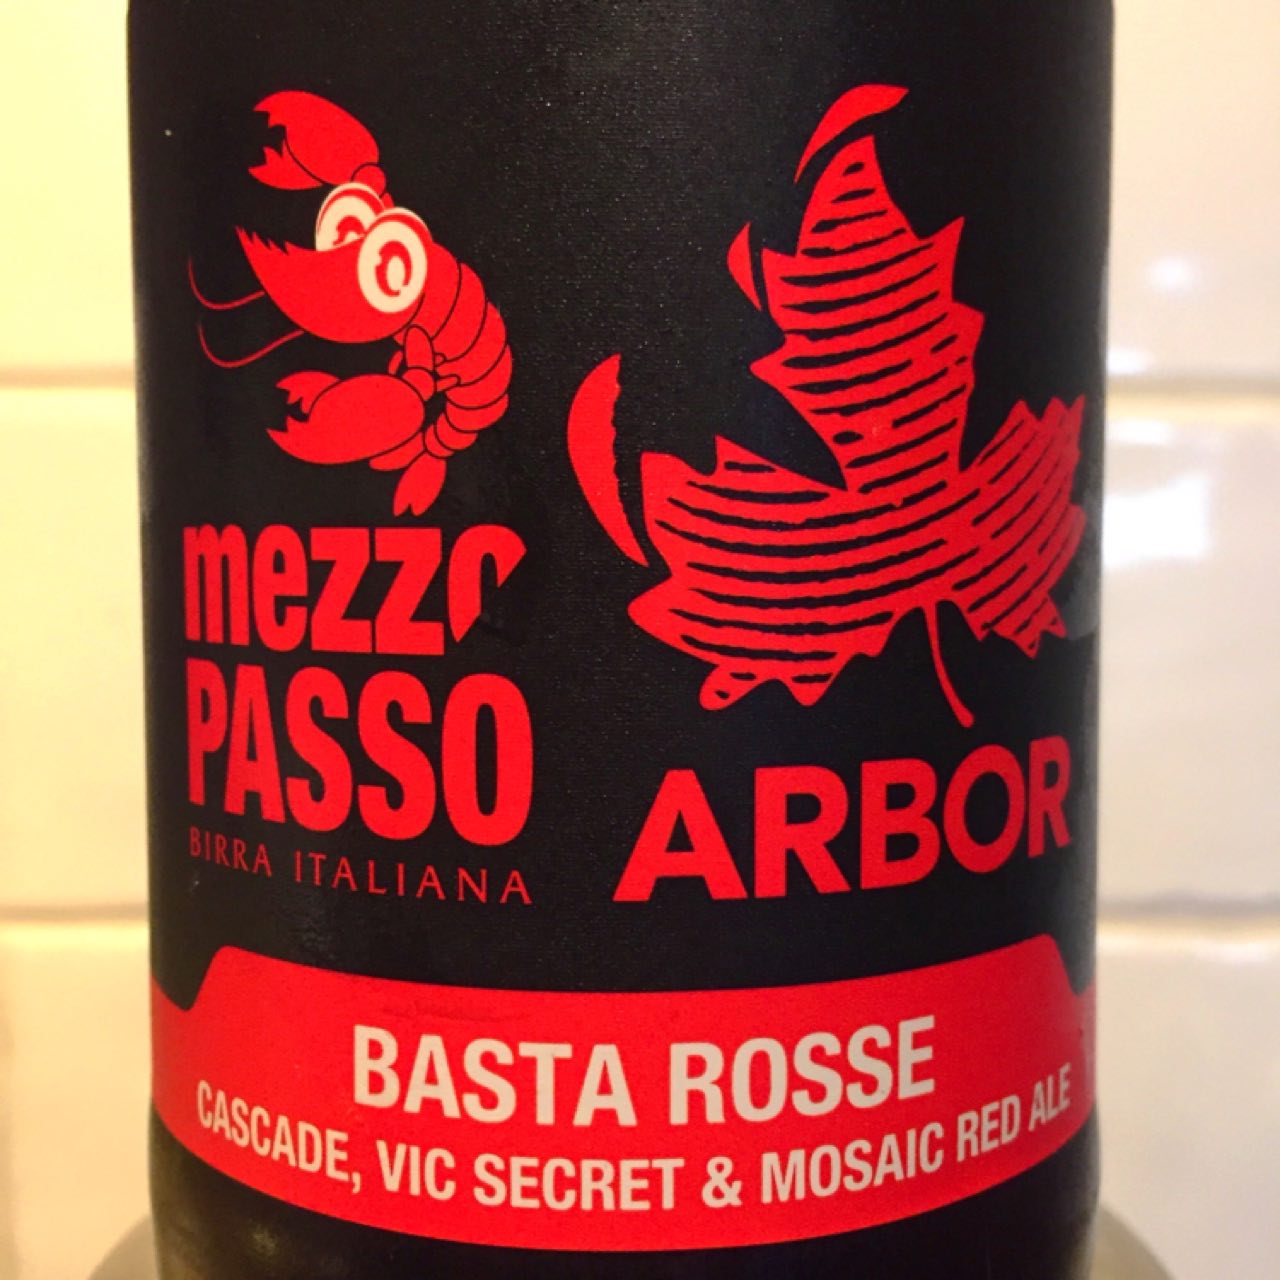 mezzo
PASSO
BIRRA ITALIANA
ARBOR
BASTA ROSSE
CASCADE, VIC SECRET & MOSAIC RED ALE